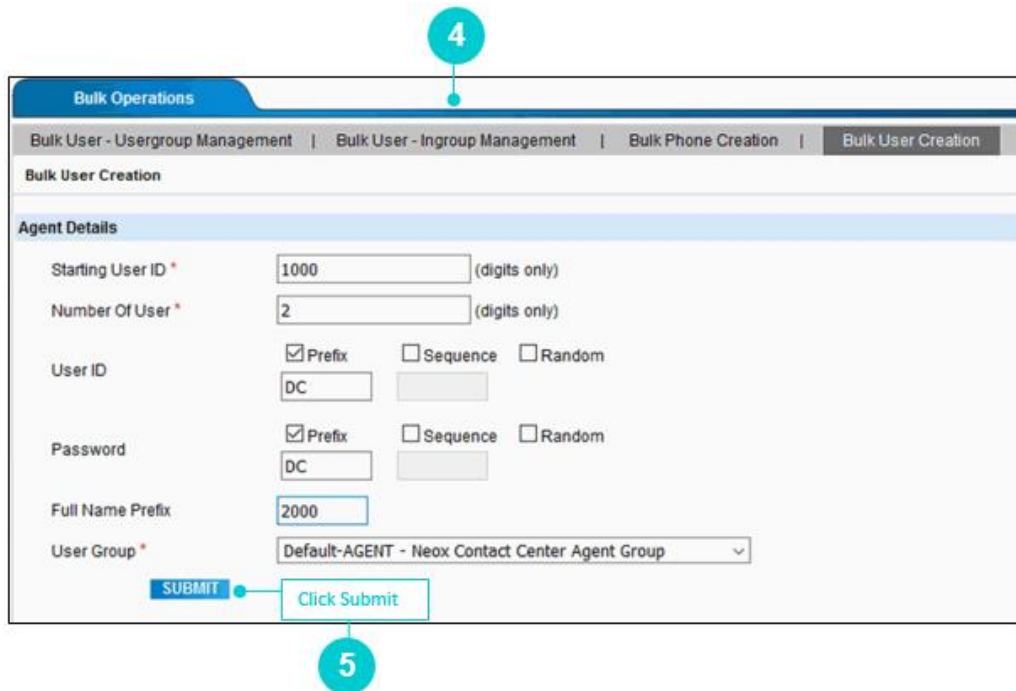 4
Bulk Operations
Bulk User - Usergroup Management | Bulk User - Ingroup Management | Bulk Phone Creation | Bulk User Creation
Bulk User Creation
Agent Details
Starting User ID * 1000 (digits only)
Number Of User * 2 (digits only)
Prefix Sequence Random
User ID
DC
Prefix Sequence Random
Password
DC
Full Name Prefix 2000
User Group * Default-AGENT - Neox Contact Center Agent Group
SUBMIT Click Submit
5